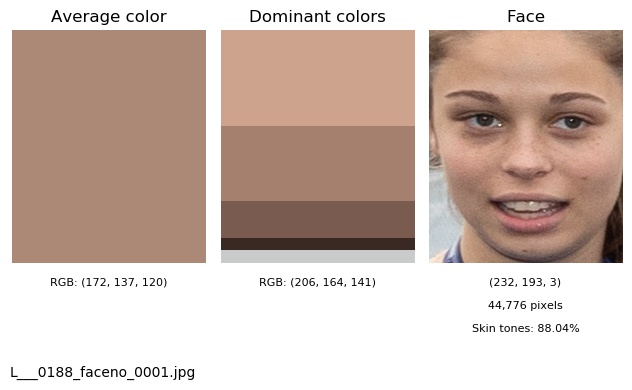 Average color
Dominant colors
Face
RGB: (172, 137, 120)
RGB: (206, 164, 141)
(232, 193, 3)
44,776 pixels
Skin tones: 88.04%
L___0188_faceno_0001.jpg